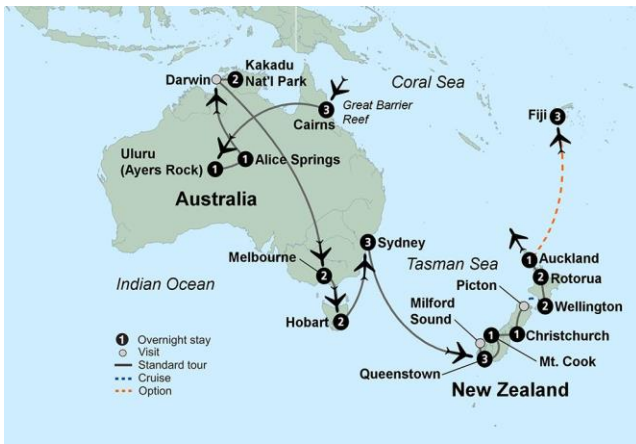 Kakadu
Nat'l Park
2
Darwin
Coral Sea
Great Barrier
Reef
3
Cairns
Fiji
3
Uluru
(Ayers Rock)
1
1
Alice Springs
Australia
3
Sydney
Melbourne
2
Tasman Sea
1
Auckland
2
Rotorua
Indian Ocean
Picton
2
Wellington
Hobart
2
Milford
Sound
1
1
Christchurch
Mt. Cook
Queenstown
3
New Zealand
1 Overnight stay
Visit
Standard tour
Cruise
Option